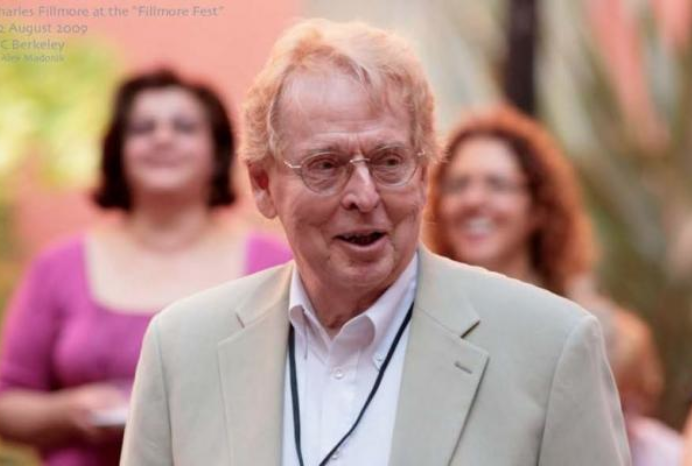 harles Fillmore at the "Fillmore Fest"
August 2009
C Berkeley
Alex Madonik